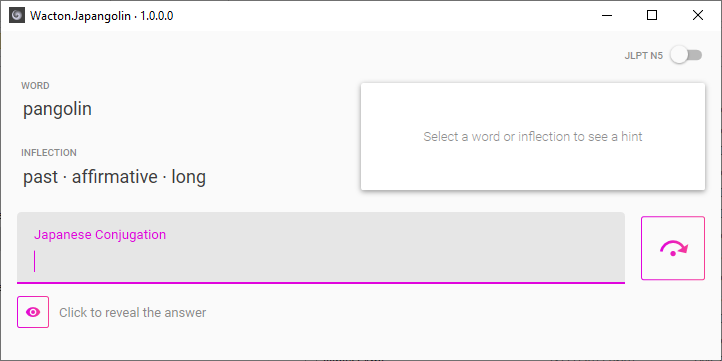 Wacton.Japangolin · 1.0.0.0
JLPT N5
WORD
pangolin
Select a word or inflection to see a hint
INFLECTION
past · affirmative · long
Japanese Conjugation
Click to reveal the answer